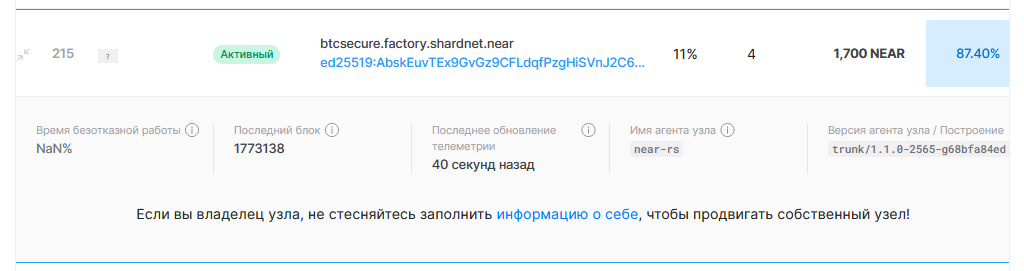 215
?
Активный
btcsecure.factory.shardnet.near
ed25519:AbskEuvTEx9GvGz9CFLdqfPzgHiSVnJ2C6...
11%
4
1,700 NEAR
87.40%
Время безотказной работы
NaN%
Последний блок
1773138
Последнее обновление
телеметрии
40 секунд назад
Имя агента узла
near-rs
Версия агента узла / Построение
trunk/1.1.0-2565-g68bfa84ed
Если вы владелец узла, не стесняйтесь заполнить информацию о себе, чтобы продвигать собственный узел!